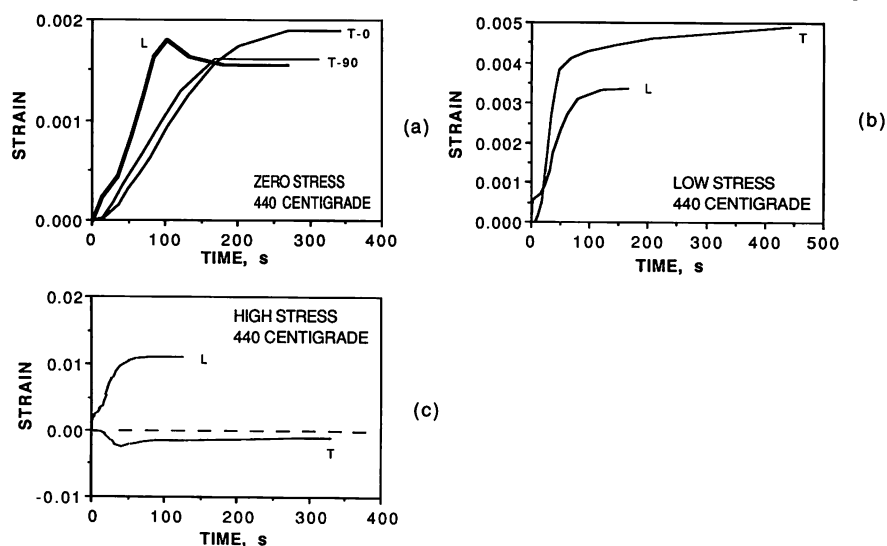 0.002
0.001
0.000
STRAIN
L
T-0
T-90
ZERO STRESS
440 CENTIGRADE
0 100 200 300 400
TIME, s
(a)
0.005
0.004
0.003
0.002
0.001
0.000
STRAIN
T
L
LOW STRESS
440 CENTIGRADE
0 100 200 300 400 500
TIME, s
(b)
0.02
0.01
0.00
-0.01
STRAIN
HIGH STRESS
440 CENTIGRADE
L
T
0 100 200 300 400
TIME, s
(c)